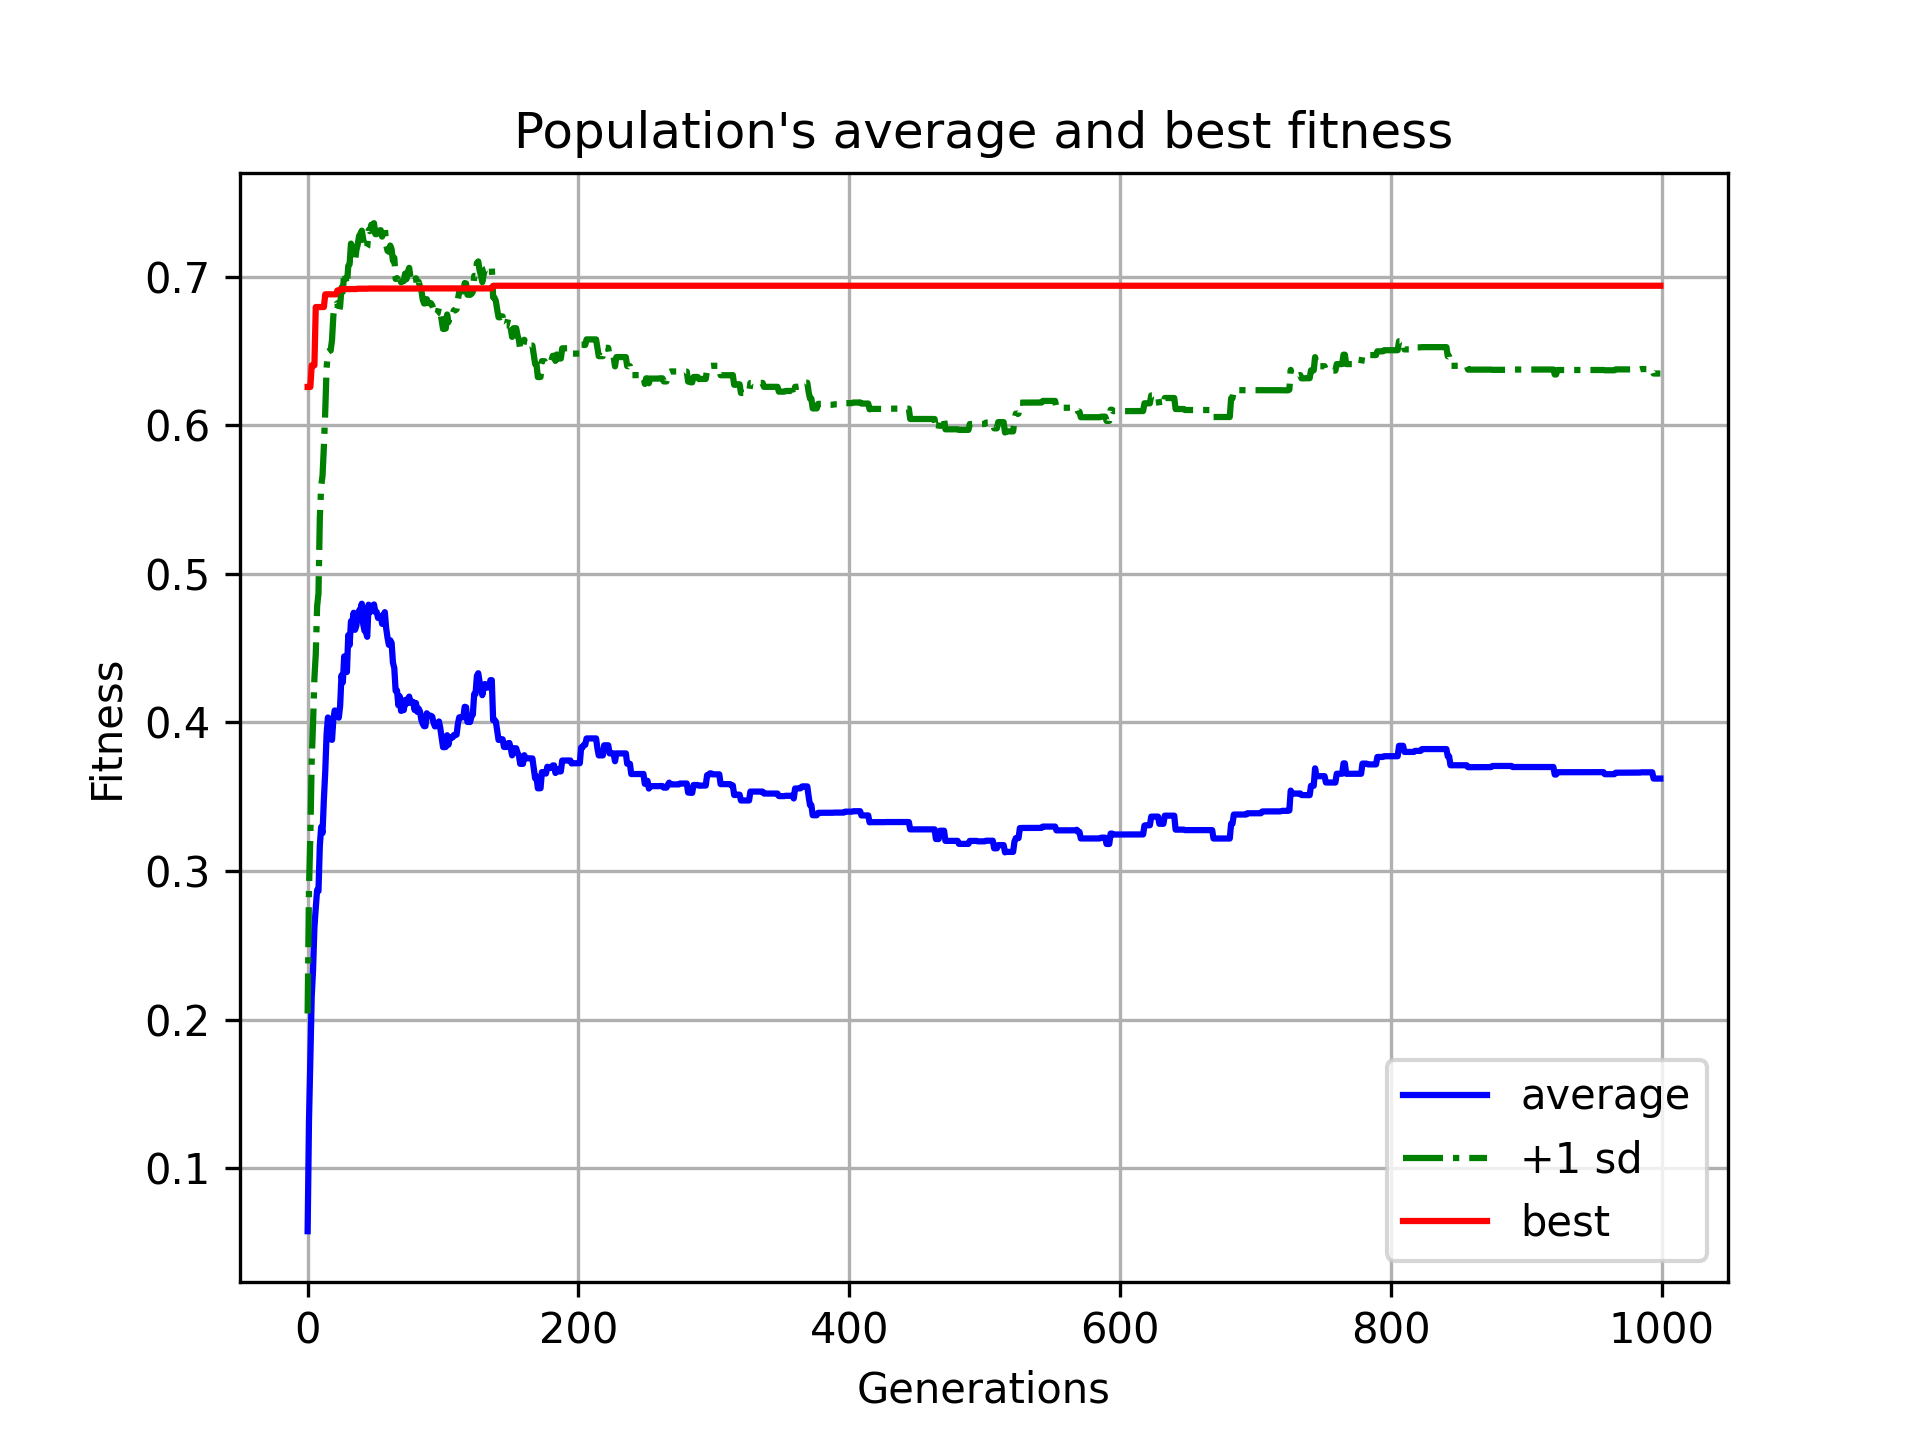 Population's average and best fitness
Fitness
0.7
0.6
0.5
0.4
0.3
0.2
0.1
0 200 400 600 800 1000
Generations
average
+1 sd
best